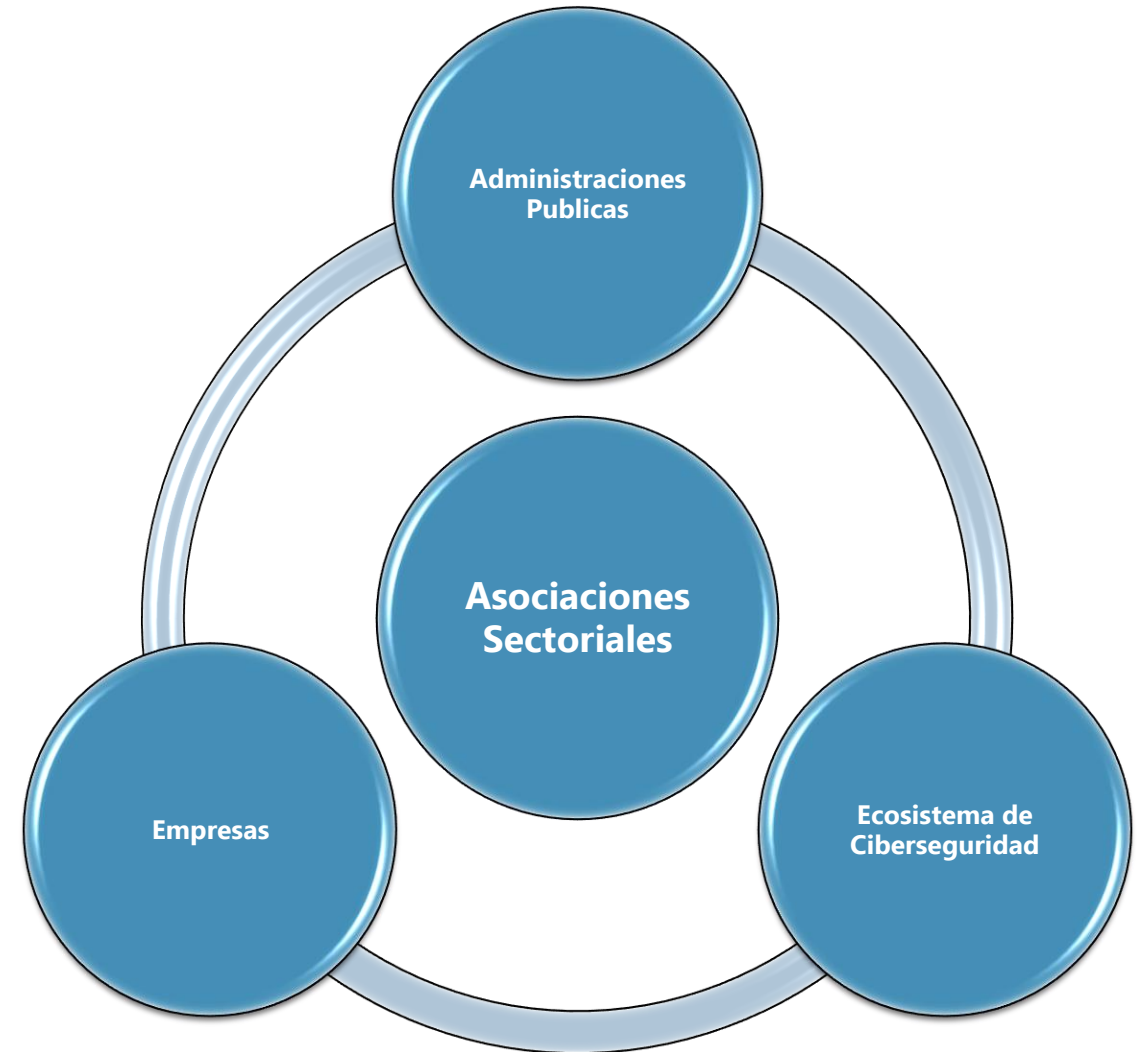 Administraciones
Publicas
Asociaciones
Sectoriales
Empresas
Ecosistema de
Ciberseguridad